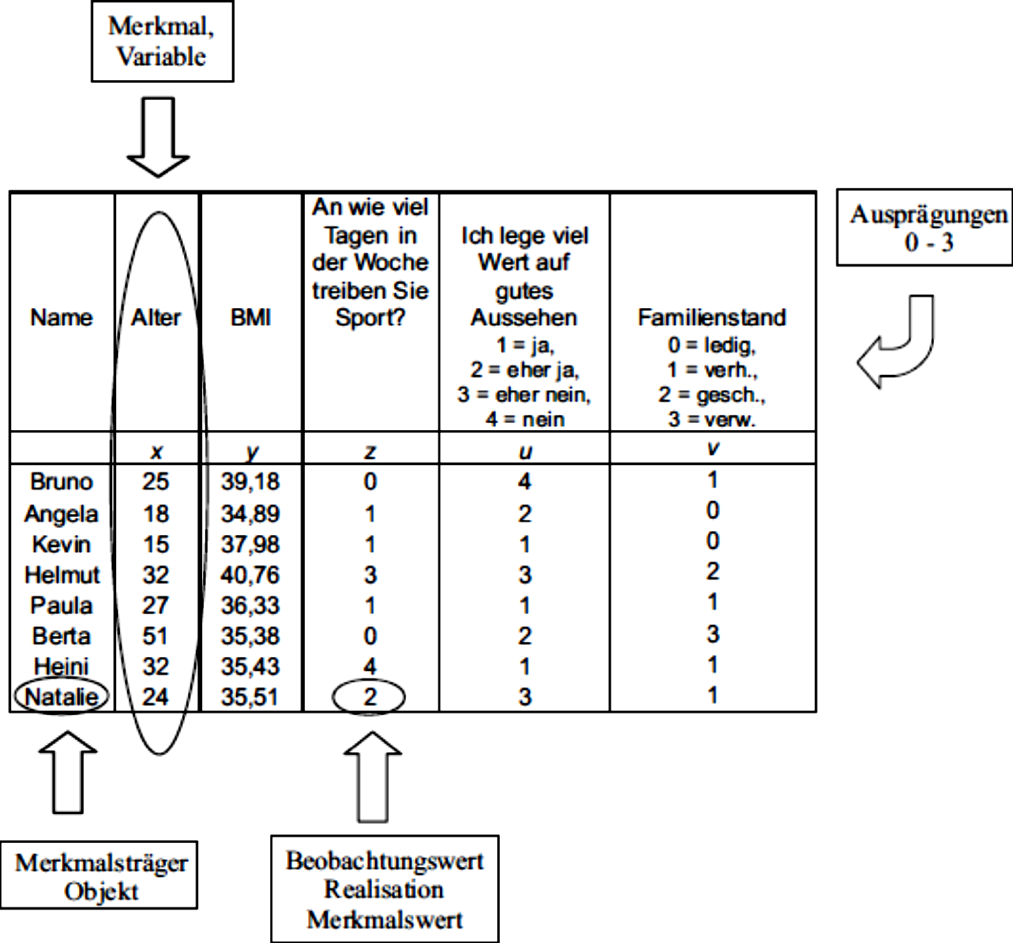 Merkmal,
Variable
Ausprägungen
0 - 3
An wie viel
Tagen in
der Woche
treiben Sie
Sport?
Ich lege viel
Wert auf
gutes
Aussehen
1 = ja,
2 = eher ja,
3 = eher nein,
4 = nein
Familienstand
0 = ledig,
1 = verh.,
2 = gesch.,
3 = verw.
Name Alter BMI
x y z u v
Bruno 25 39,18 0 4 1
Angela 18 34,89 1 2 0
Kevin 15 37,98 1 1 0
Helmut 32 40,76 3 3 2
Paula 27 36,33 1 1 1
Berta 51 35,38 0 2 3
Heini 32 35,43 4 1 1
Natalie 24 35,51 2 3 1
Merkmalsträger
Objekt
Beobachtungswert
Realisation
Merkmalswert